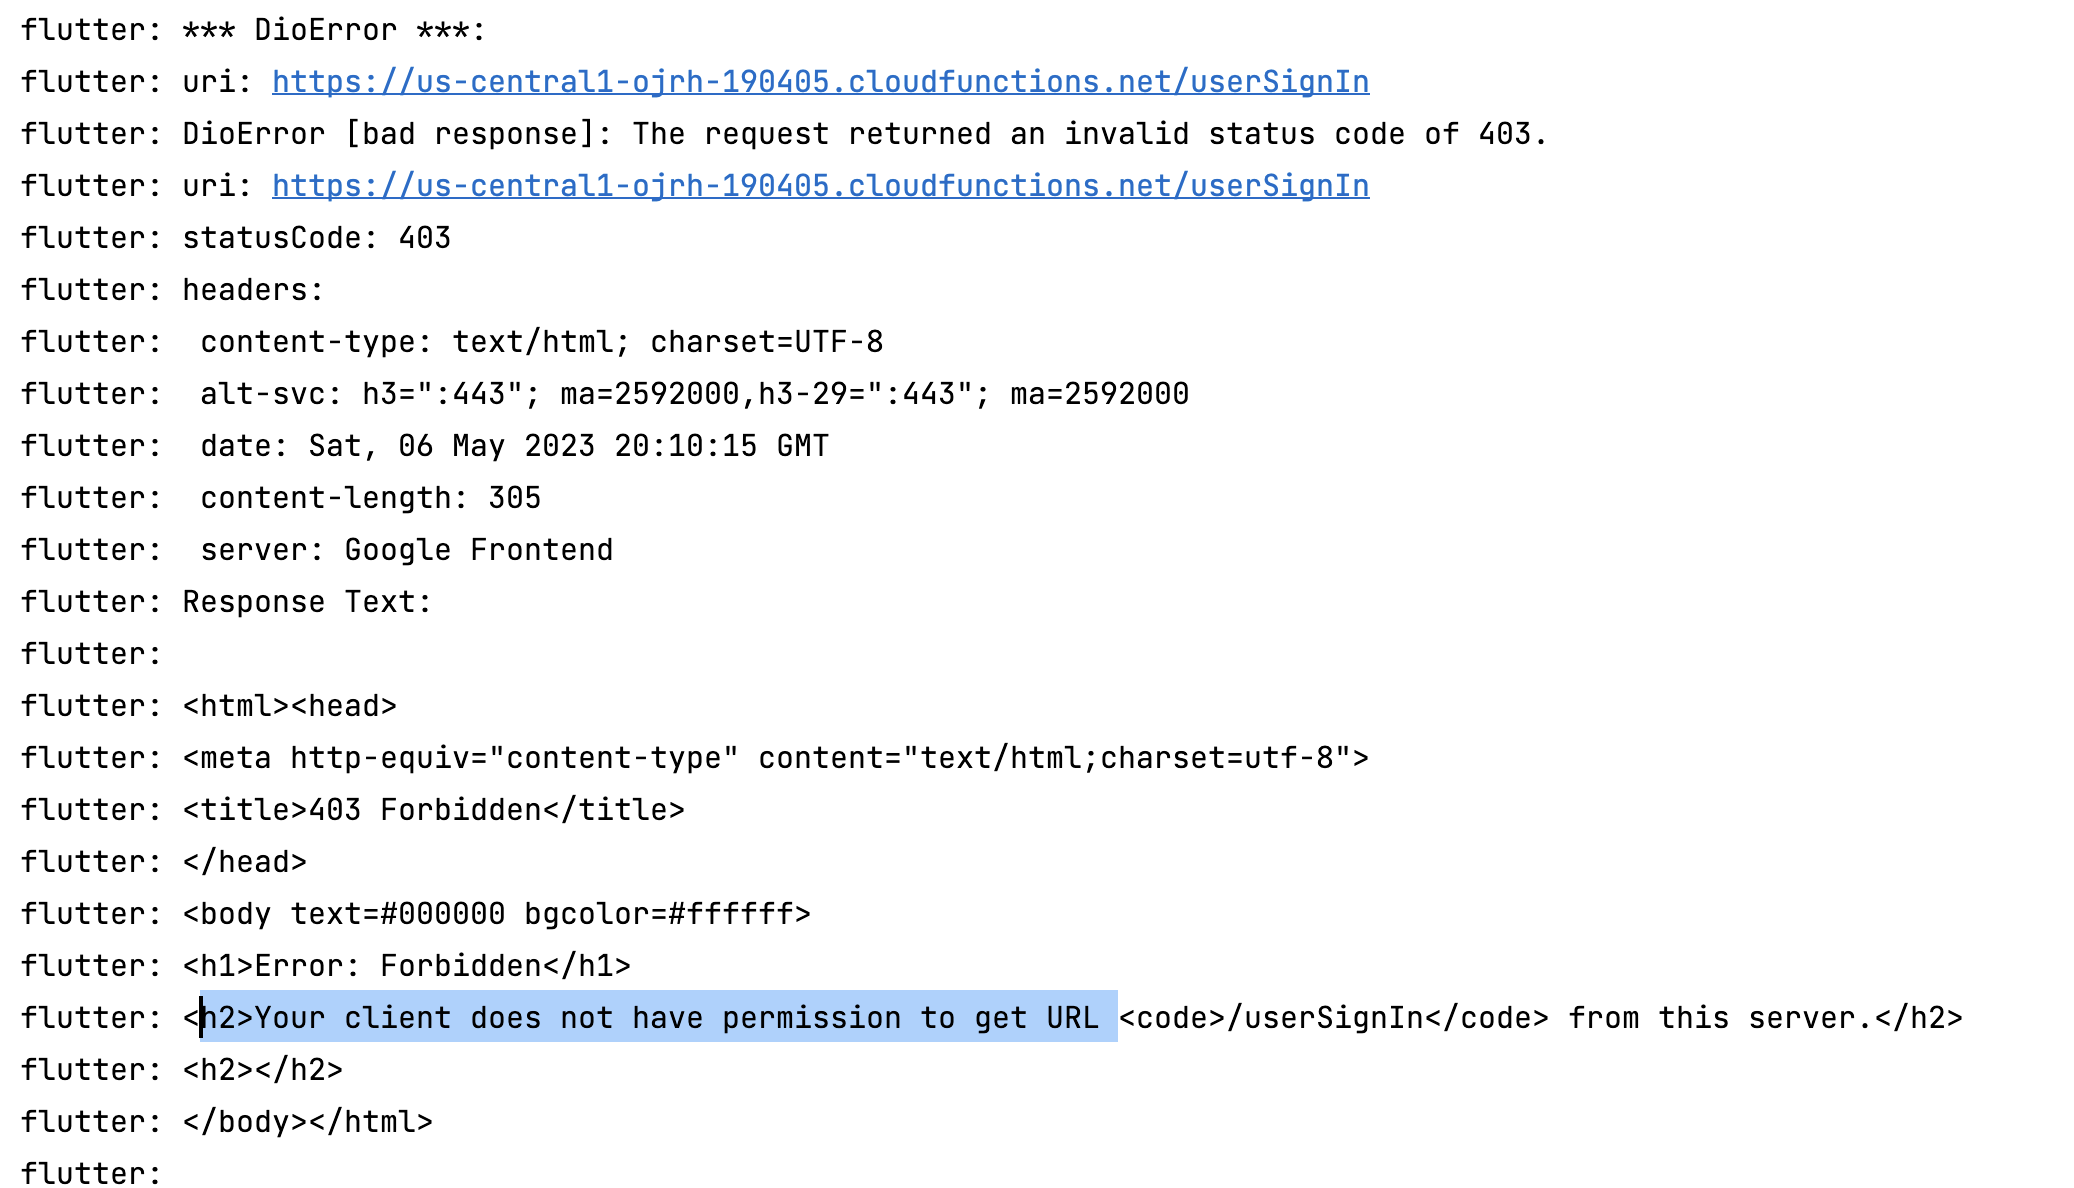 flutter: *** DioError ***:
flutter: uri: https://us-central1-ojrh-190405.cloudfunctions.net/userSignIn
flutter: DioError [bad response]: The request returned an invalid status code of 403.
flutter: uri: https://us-central1-ojrh-190405.cloudfunctions.net/userSignIn
flutter: statusCode: 403
flutter: headers:
flutter:  content-type: text/html; charset=UTF-8
flutter:  alt-svc: h3=":443"; ma=2592000,h3-29=":443"; ma=2592000
flutter:  date: Sat, 06 May 2023 20:10:15 GMT
flutter:  content-length: 305
flutter:  server: Google Frontend
flutter: Response Text:
flutter:
flutter: <html><head>
flutter: <meta http-equiv="content-type" content="text/html;charset=utf-8">
flutter: <title>403 Forbidden</title>
flutter: </head>
flutter: <body text=#000000 bgcolor=#ffffff>
flutter: <h1>Error: Forbidden</h1>
flutter: <h2>Your client does not have permission to get URL <code>/userSignIn</code> from this server.</h2>
flutter: <h2></h2>
flutter: </body></html>
flutter: